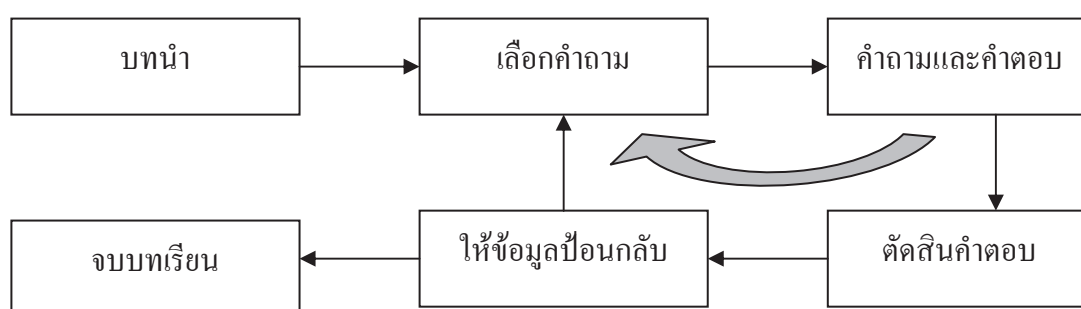 บทนำ
เลือกคำถาม
คำถามและคำตอบ
จบบทเรียน
ให้ข้อมูลป้อนกลับ
ตัดสินคำตอบ